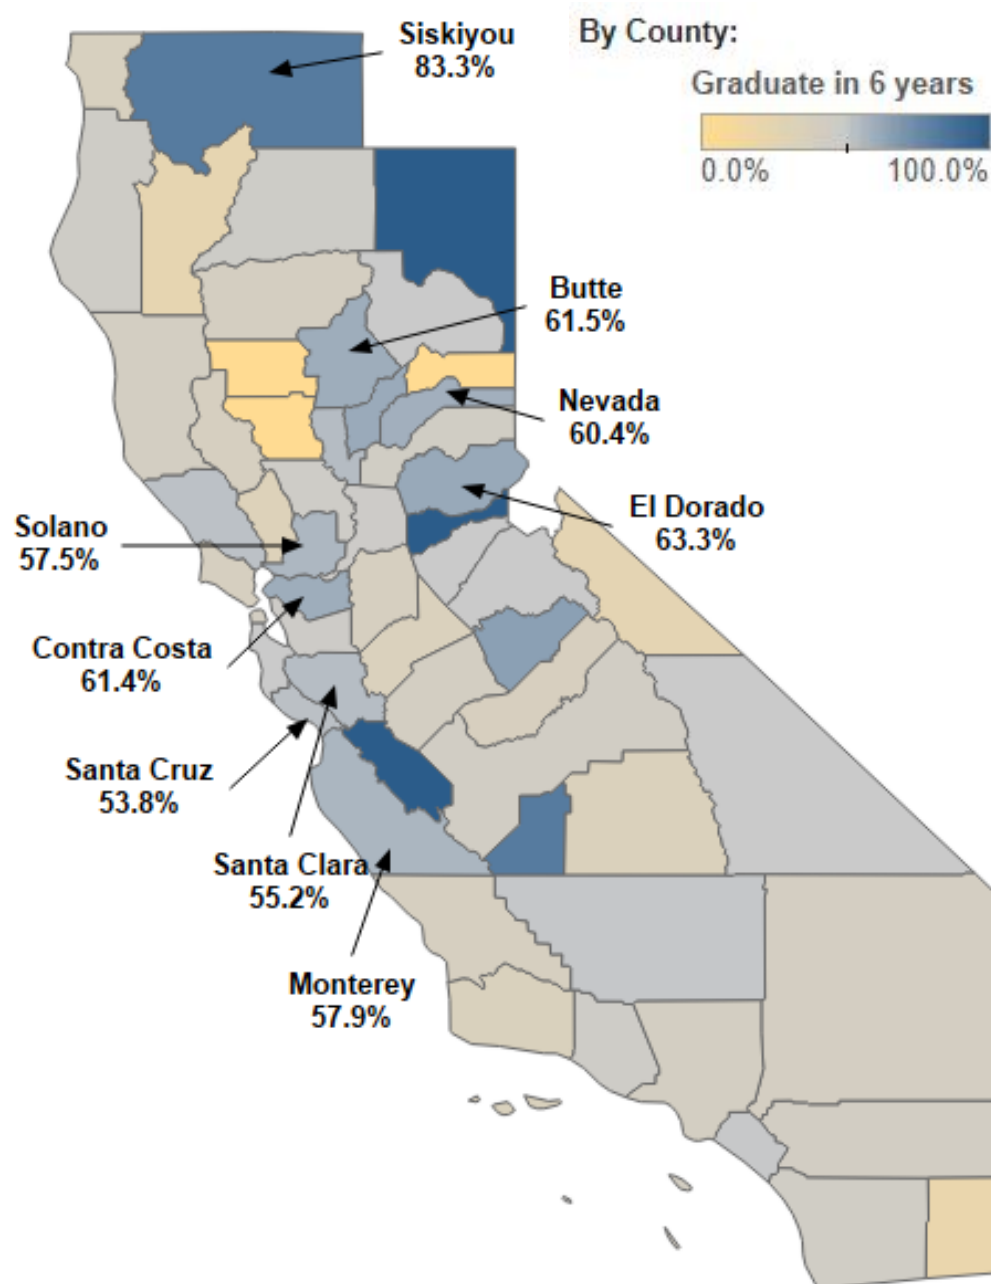 By County:
Graduate in 6 years
0.0% 100.0%
Siskiyou
83.3%
Butte
61.5%
Nevada
60.4%
El Dorado
63.3%
Solano
57.5%
Contra Costa
61.4%
Santa Cruz
53.8%
Santa Clara
55.2%
Monterey
57.9%